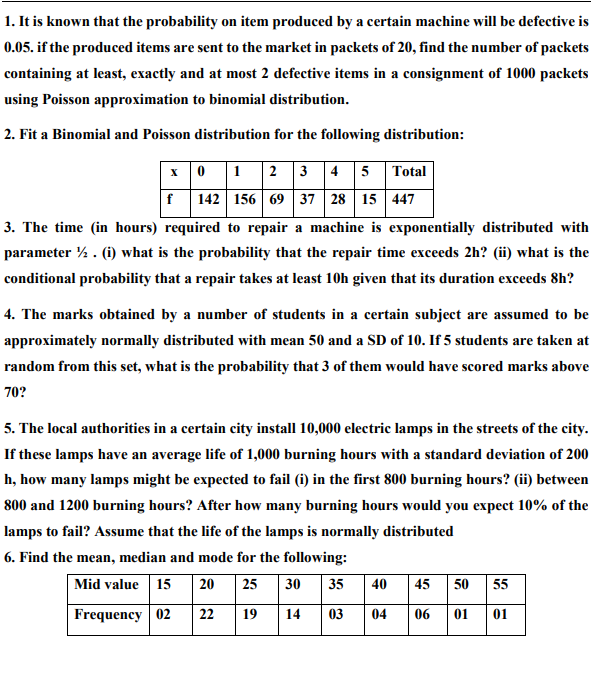 1. It is known that the probability on item produced by a certain machine will be defective is
0.05. if the produced items are sent to the market in packets of 20, find the number of packets
containing at least, exactly and at most 2 defective items in a consignment of 1000 packets
using Poisson approximation to binomial distribution.
2. Fit a Binomial and Poisson distribution for the following distribution:
x 0 1 2 3 4 5 Total
f 142 156 69 37 28 15 447
3. The time (in hours) required to repair a machine is exponentially distributed with
parameter ½ . (i) what is the probability that the repair time exceeds 2h? (ii) what is the
conditional probability that a repair takes at least 10h given that its duration exceeds 8h?
4. The marks obtained by a number of students in a certain subject are assumed to be
approximately normally distributed with mean 50 and a SD of 10. If 5 students are taken at
random from this set, what is the probability that 3 of them would have scored marks above
70?
5. The local authorities in a certain city install 10,000 electric lamps in the streets of the city.
If these lamps have an average life of 1,000 burning hours with a standard deviation of 200
h, how many lamps might be expected to fail (i) in the first 800 burning hours? (ii) between
800 and 1200 burning hours? After how many burning hours would you expect 10% of the
lamps to fail? Assume that the life of the lamps is normally distributed
6. Find the mean, median and mode for the following:
Mid value 15 20 25 30 35 40 45 50 55
Frequency 02 22 19 14 03 04 06 01 01